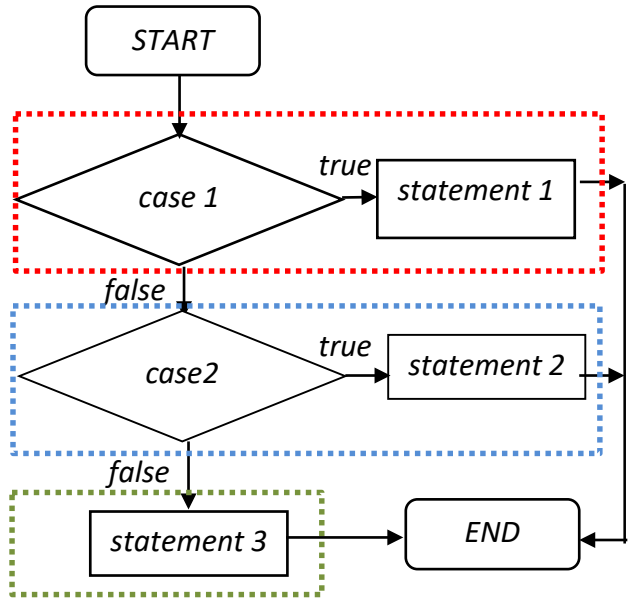 START
true
case 1
statement 1
false
true
case2
statement 2
false
statement 3
END